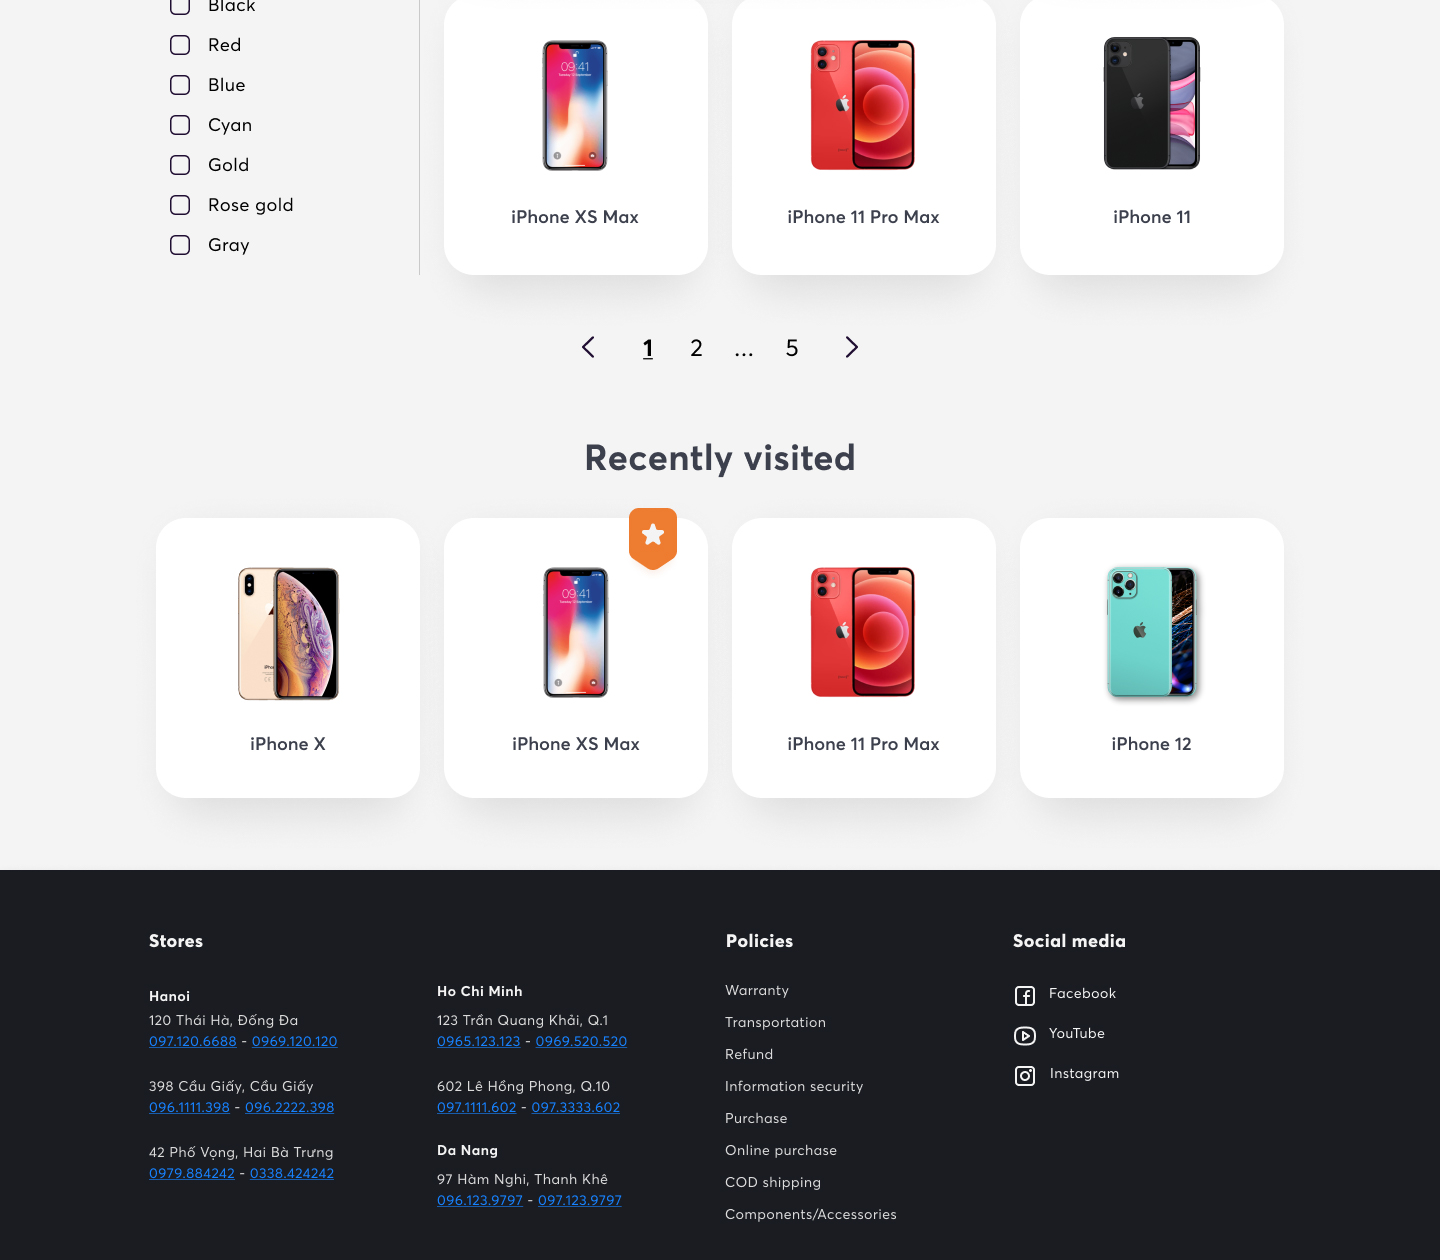 Black
Red
Blue
Cyan
Gold
Rose gold
Gray
09:41
09:41
iPhone XS Max
iPhone 11 Pro Max
iPhone 11
1 2 ... 5
Recently visited
iPhone X
iPhone XS Max
iPhone 11 Pro Max
iPhone 12
Stores
Hanoi
120 Thái Hà, Đống Đa
097.120.6688 - 0969.120.120
398 Cầu Giấy, Cầu Giấy
096.1111.398 - 096.2222.398
42 Phố Vọng, Hai Bà Trưng
0979.884242 - 0338.424242
Ho Chi Minh
123 Trần Quang Khải, Q.1
0965.123.123 - 0969.520.520
602 Lê Hồng Phong, Q.10
097.1111.602 - 097.3333.602
Da Nang
97 Hàm Nghi, Thanh Khê
096.123.9797 - 097.123.9797
Policies
Warranty
Transportation
Refund
Information security
Purchase
Online purchase
COD shipping
Components/Accessories
Social media
Facebook
YouTube
Instagram